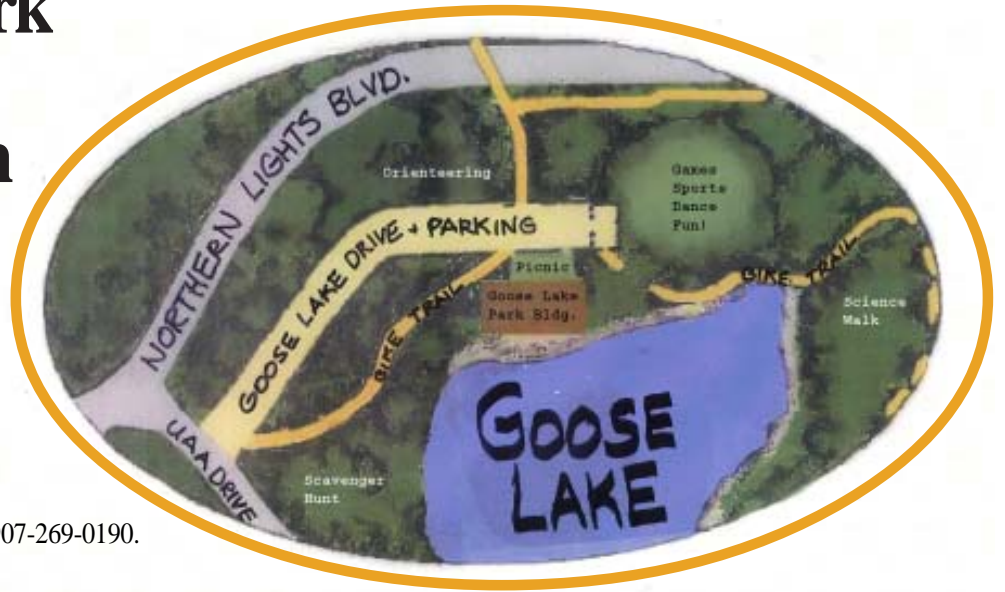 NORTHERN LIGHTS BLVD.
Orienteering
Games
Sports
Dance
Fun!
GOOSE LAKE DRIVE + PARKING
Picnic
Goose Lake
Park Bldg.
BIKE TRAIL
BIKE TRAIL
Science
Walk
GOOSE
LAKE
UAA DRIVE
Scavenger
Hunt
07-269-0190.